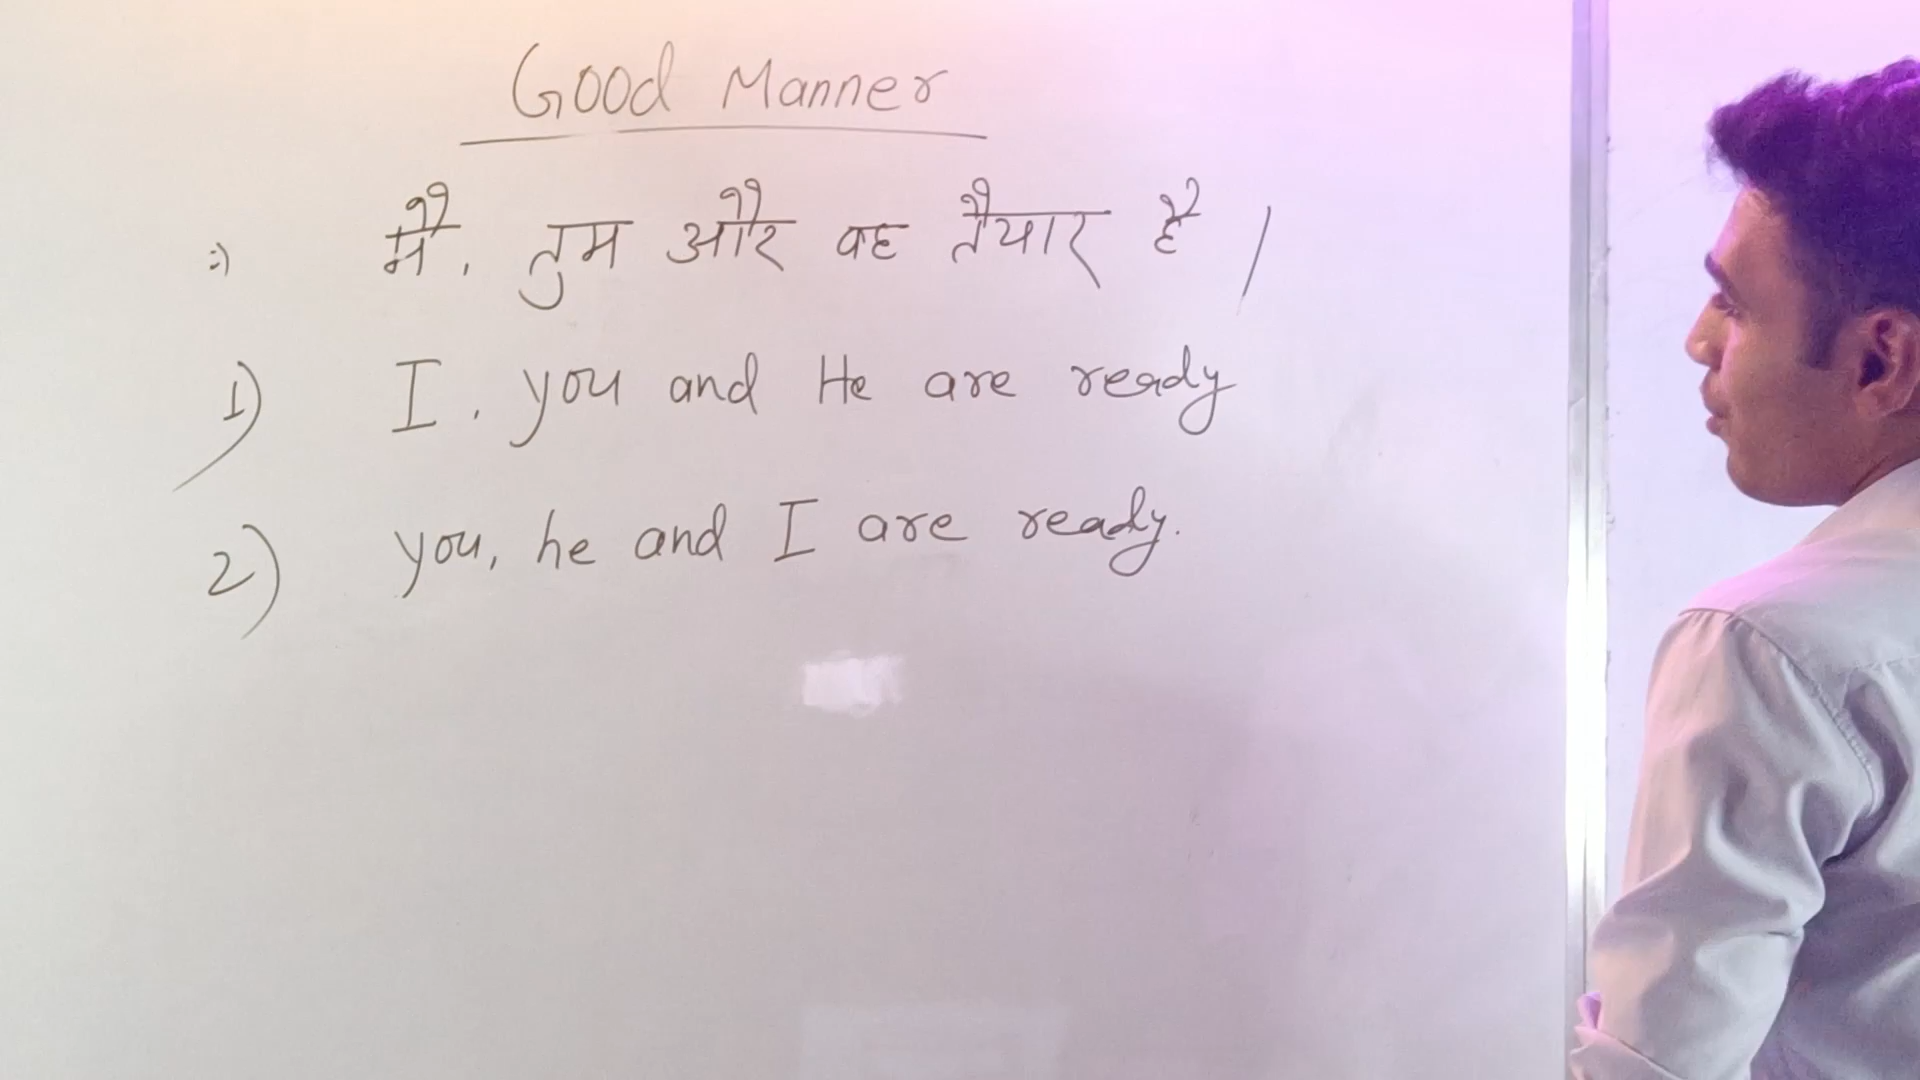 Good Manner
:) मैं, तुम और वह तैयार है।
1) I, you and He are ready
2) you, he and I are ready.